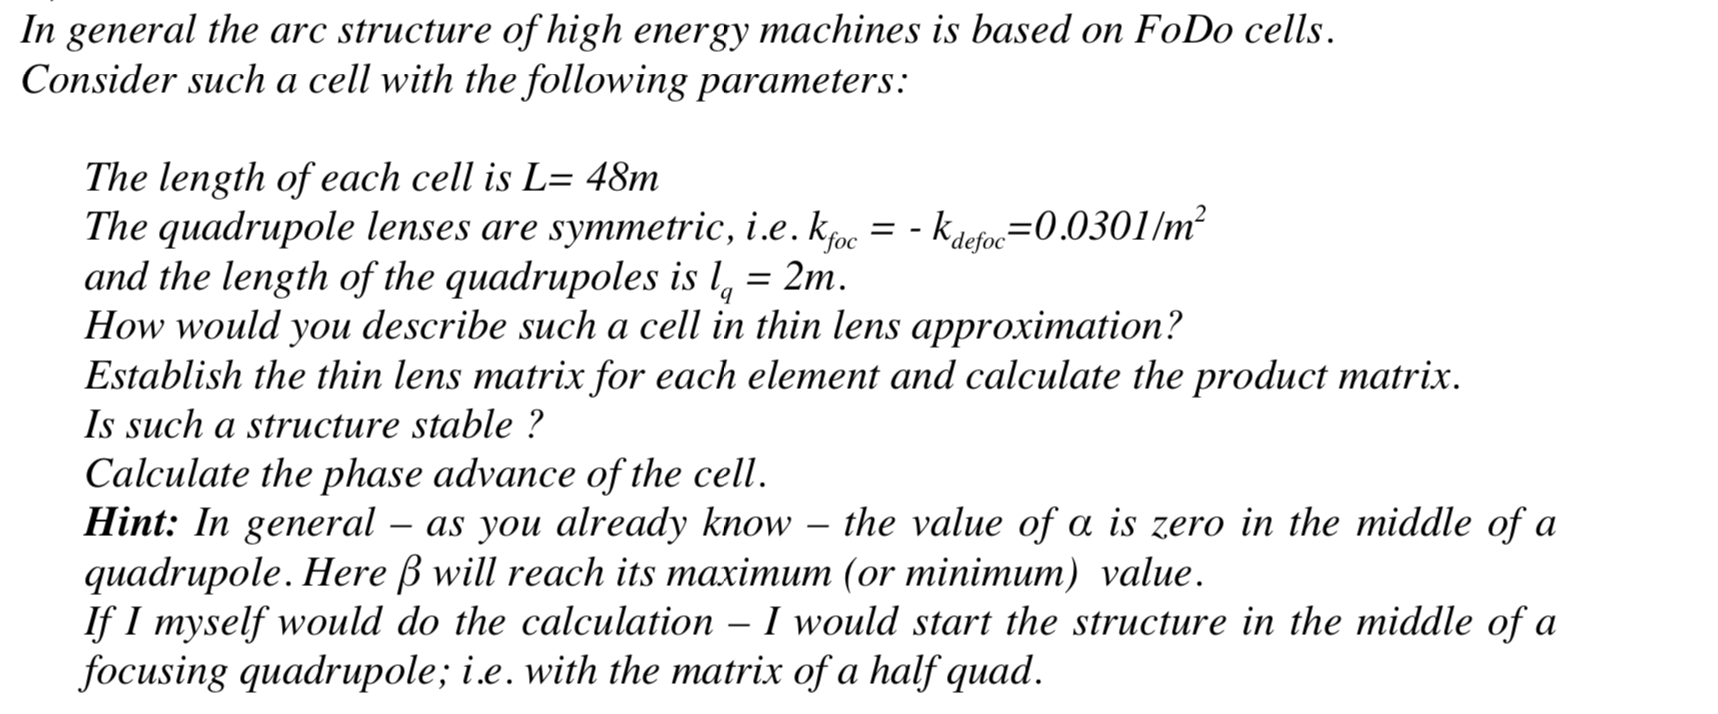 In general the arc structure of high energy machines is based on FoDo cells.
Consider such a cell with the following parameters:
The length of each cell is L= 48m
The quadrupole lenses are symmetric, i.e. k_foc = - k_defoc=0.0301/m²
and the length of the quadrupoles is l_q = 2m.
How would you describe such a cell in thin lens approximation?
Establish the thin lens matrix for each element and calculate the product matrix.
Is such a structure stable ?
Calculate the phase advance of the cell.
Hint: In general – as you already know – the value of α is zero in the middle of a
quadrupole. Here β will reach its maximum (or minimum) value.
If I myself would do the calculation – I would start the structure in the middle of a
focusing quadrupole; i.e. with the matrix of a half quad.